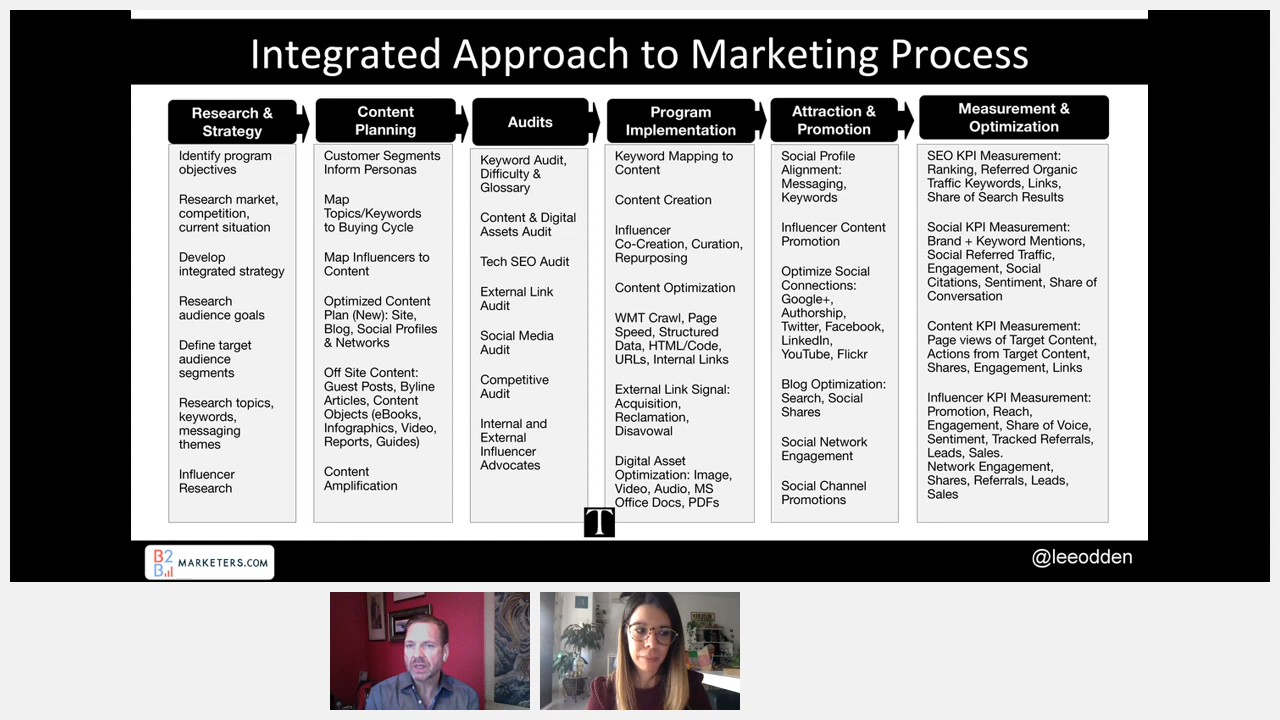 Integrated Approach to Marketing Process
Research &
Strategy
Identify program
objectives
Research market,
competition,
current situation
Develop
integrated strategy
Research
audience goals
Define target
audience
segments
Research topics,
keywords,
messaging
themes
Influencer
Research
Content
Planning
Customer Segments
Inform Personas
Map
Topics/Keywords
to Buying Cycle
Map Influencers to
Content
Optimized Content
Plan (New): Site,
Blog, Social Profiles
& Networks
Off Site Content:
Guest Posts, Byline
Articles, Content
Objects (eBooks,
Infographics, Video,
Reports, Guides)
Content
Amplification
Audits
Keyword Audit,
Difficulty &
Glossary
Content & Digital
Assets Audit
Tech SEO Audit
External Link
Audit
Social Media
Audit
Competitive
Audit
Internal and
External
Influencer
Advocates
Program
Implementation
Keyword Mapping to
Content
Content Creation
Influencer
Co-Creation, Curation,
Repurposing
Content Optimization
WMT Crawl, Page
Speed, Structured
Data, HTML/Code,
URLs, Internal Links
External Link Signal:
Acquisition,
Reclamation,
Disavowal
Digital Asset
Optimization: Image,
Video, Audio, MS
Office Docs, PDFs
Attraction &
Promotion
Social Profile
Alignment:
Messaging,
Keywords
Influencer Content
Promotion
Optimize Social
Connections:
Google+,
Authorship,
Twitter, Facebook,
LinkedIn,
YouTube, Flickr
Blog Optimization:
Search, Social
Shares
Social Network
Engagement
Social Channel
Promotions
Measurement &
Optimization
SEO KPI Measurement:
Ranking, Referred Organic
Traffic Keywords, Links,
Share of Search Results
Social KPI Measurement:
Brand + Keyword Mentions,
Social Referred Traffic,
Engagement, Social
Citations, Sentiment, Share of
Conversation
Content KPI Measurement:
Page views of Target Content,
Actions from Target Content,
Shares, Engagement, Links
Influencer KPI Measurement:
Promotion, Reach,
Engagement, Share of Voice,
Sentiment, Tracked Referrals,
Leads, Sales.
Network Engagement,
Shares, Referrals, Leads,
Sales
T
B2B MARKETERS.COM
@leeodden